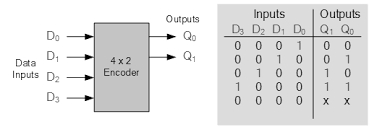 Outputs
Data
Inputs
D0
D1
D2
D3
4 x 2
Encoder
Q0
Q1
Inputs Outputs
D3 D2 D1 D0 Q1 Q0
0 0 0 1 0 0
0 0 1 0 0 1
0 1 0 0 1 0
1 0 0 0 1 1
0 0 0 0 x x